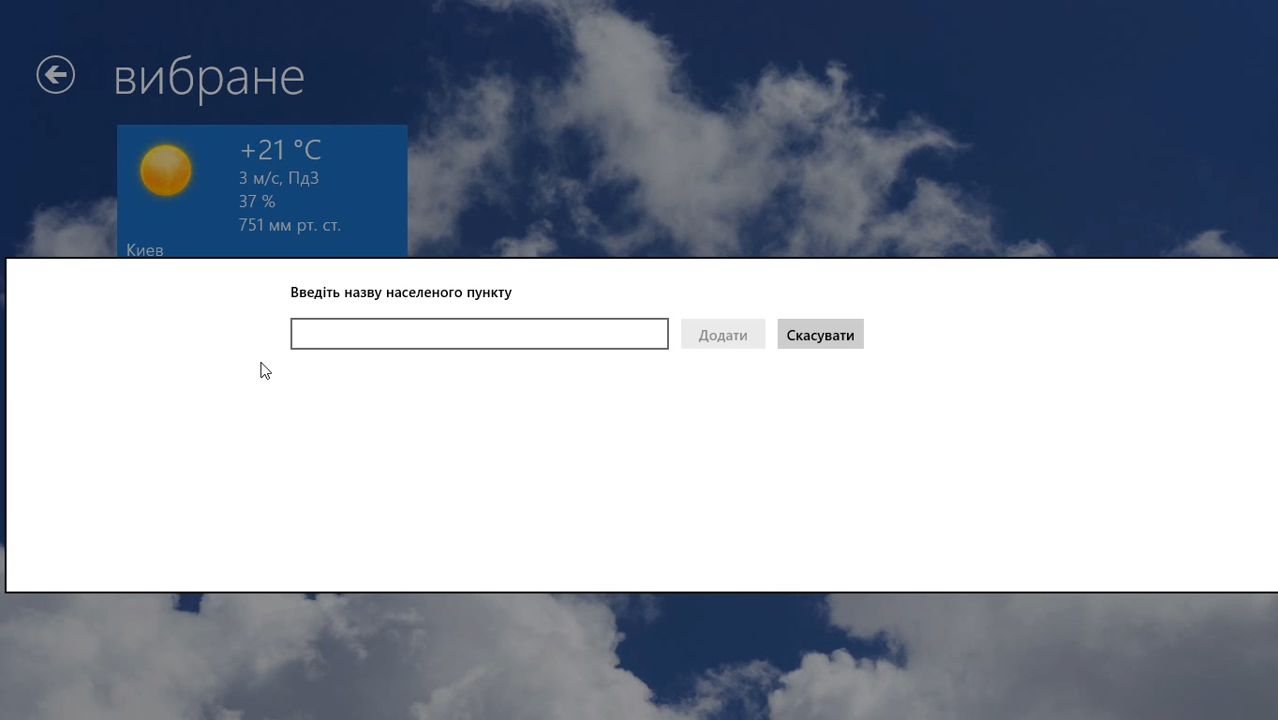 вибране
+21 °C
3 м/с, ПдЗ
37 %
751 мм рт. ст.
Киев
Введіть назву населеного пункту
Додати Скасувати